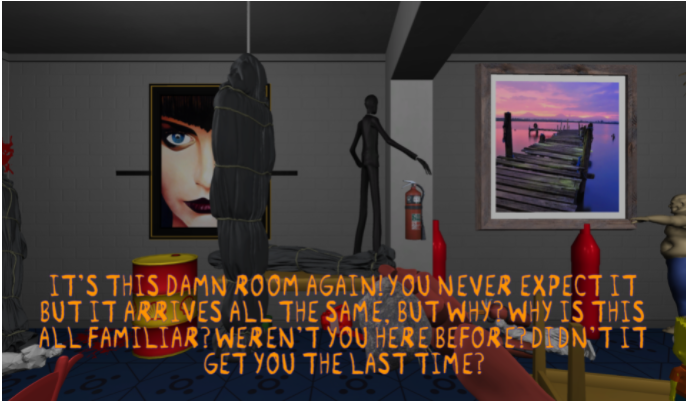 IT'S THIS DAMN ROOM AGAIN! YOU NEVER EXPECT IT
BUT IT ARRIVES ALL THE SAME. BUT WHY? WHY IS THIS
ALL FAMILIAR? WEREN'T YOU HERE BEFORE? DIDN'T IT
GET YOU THE LAST TIME?